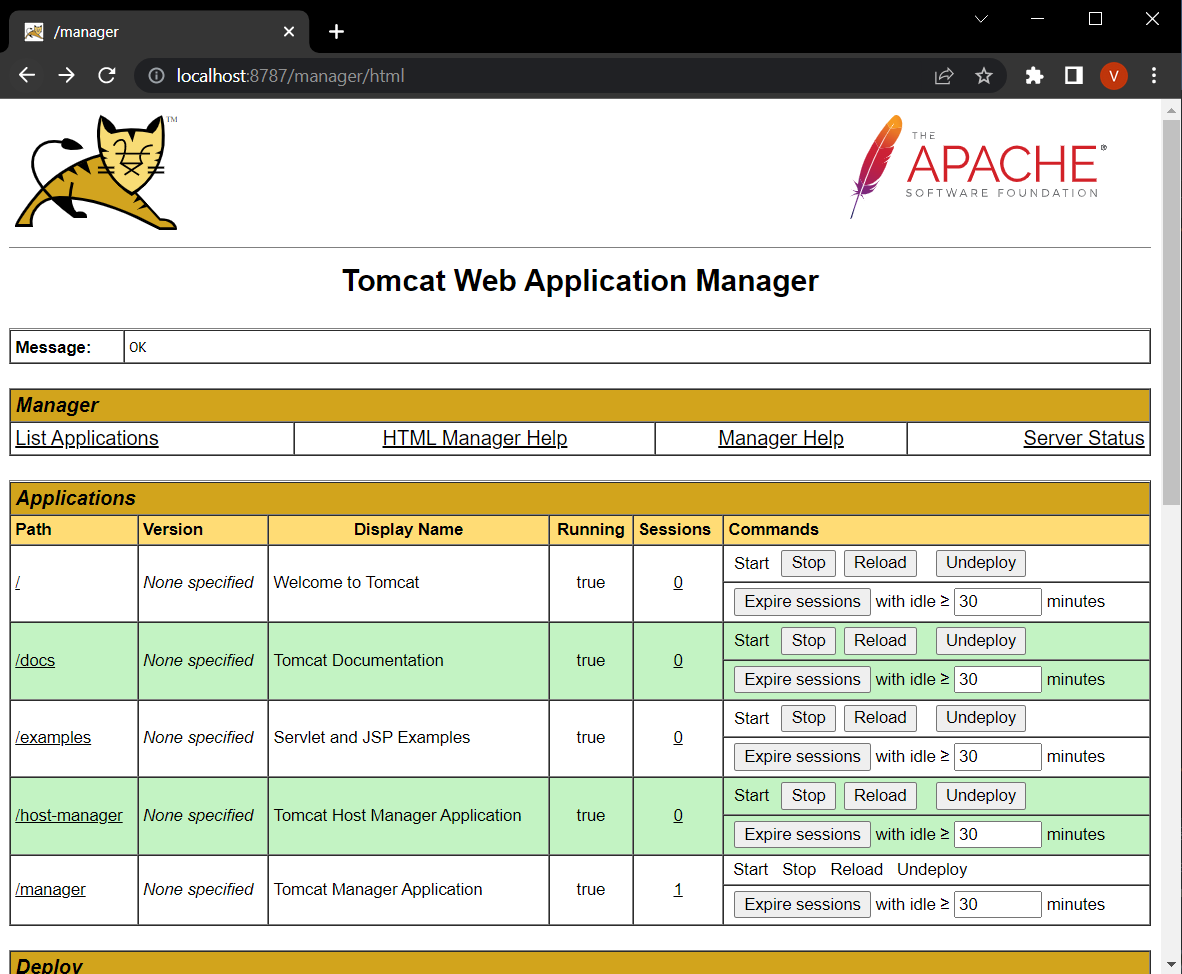 /manager
localhost:8787/manager/html
V
TM
THE
APACHE®
SOFTWARE FOUNDATION
Tomcat Web Application Manager
Message: OK
Manager
List Applications HTML Manager Help Manager Help Server Status
Applications
Path Version Display Name Running Sessions Commands
/ None specified Welcome to Tomcat true 0 Start Stop Reload Undeploy
Expire sessions with idle ≥ 30 minutes
/docs None specified Tomcat Documentation true 0 Start Stop Reload Undeploy
Expire sessions with idle ≥ 30 minutes
/examples None specified Servlet and JSP Examples true 0 Start Stop Reload Undeploy
Expire sessions with idle ≥ 30 minutes
/host-manager None specified Tomcat Host Manager Application true 0 Start Stop Reload Undeploy
Expire sessions with idle ≥ 30 minutes
/manager None specified Tomcat Manager Application true 1 Start Stop Reload Undeploy
Expire sessions with idle ≥ 30 minutes
Deploy